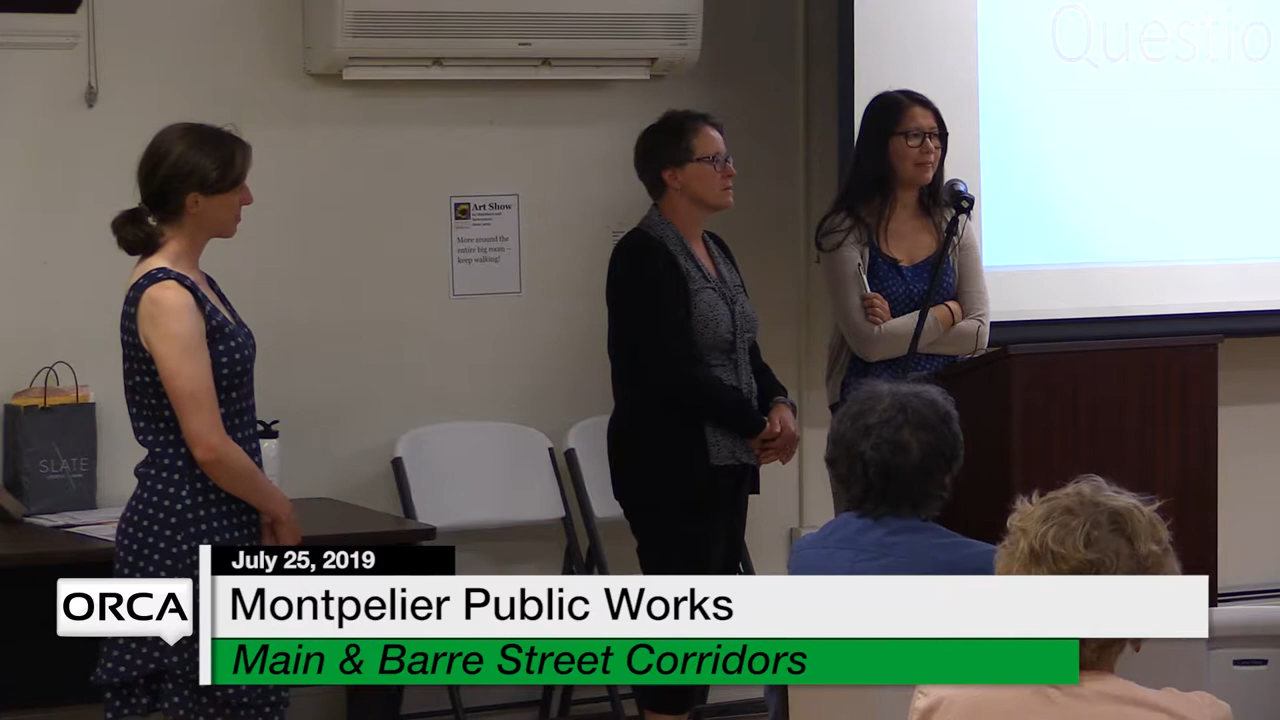 Questio
Art Show
More around the
entire big room –
keep walking!
SLATE
July 25, 2019
ORCA
Montpelier Public Works
Main & Barre Street Corridors